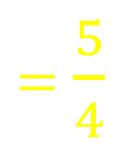 = 5/4